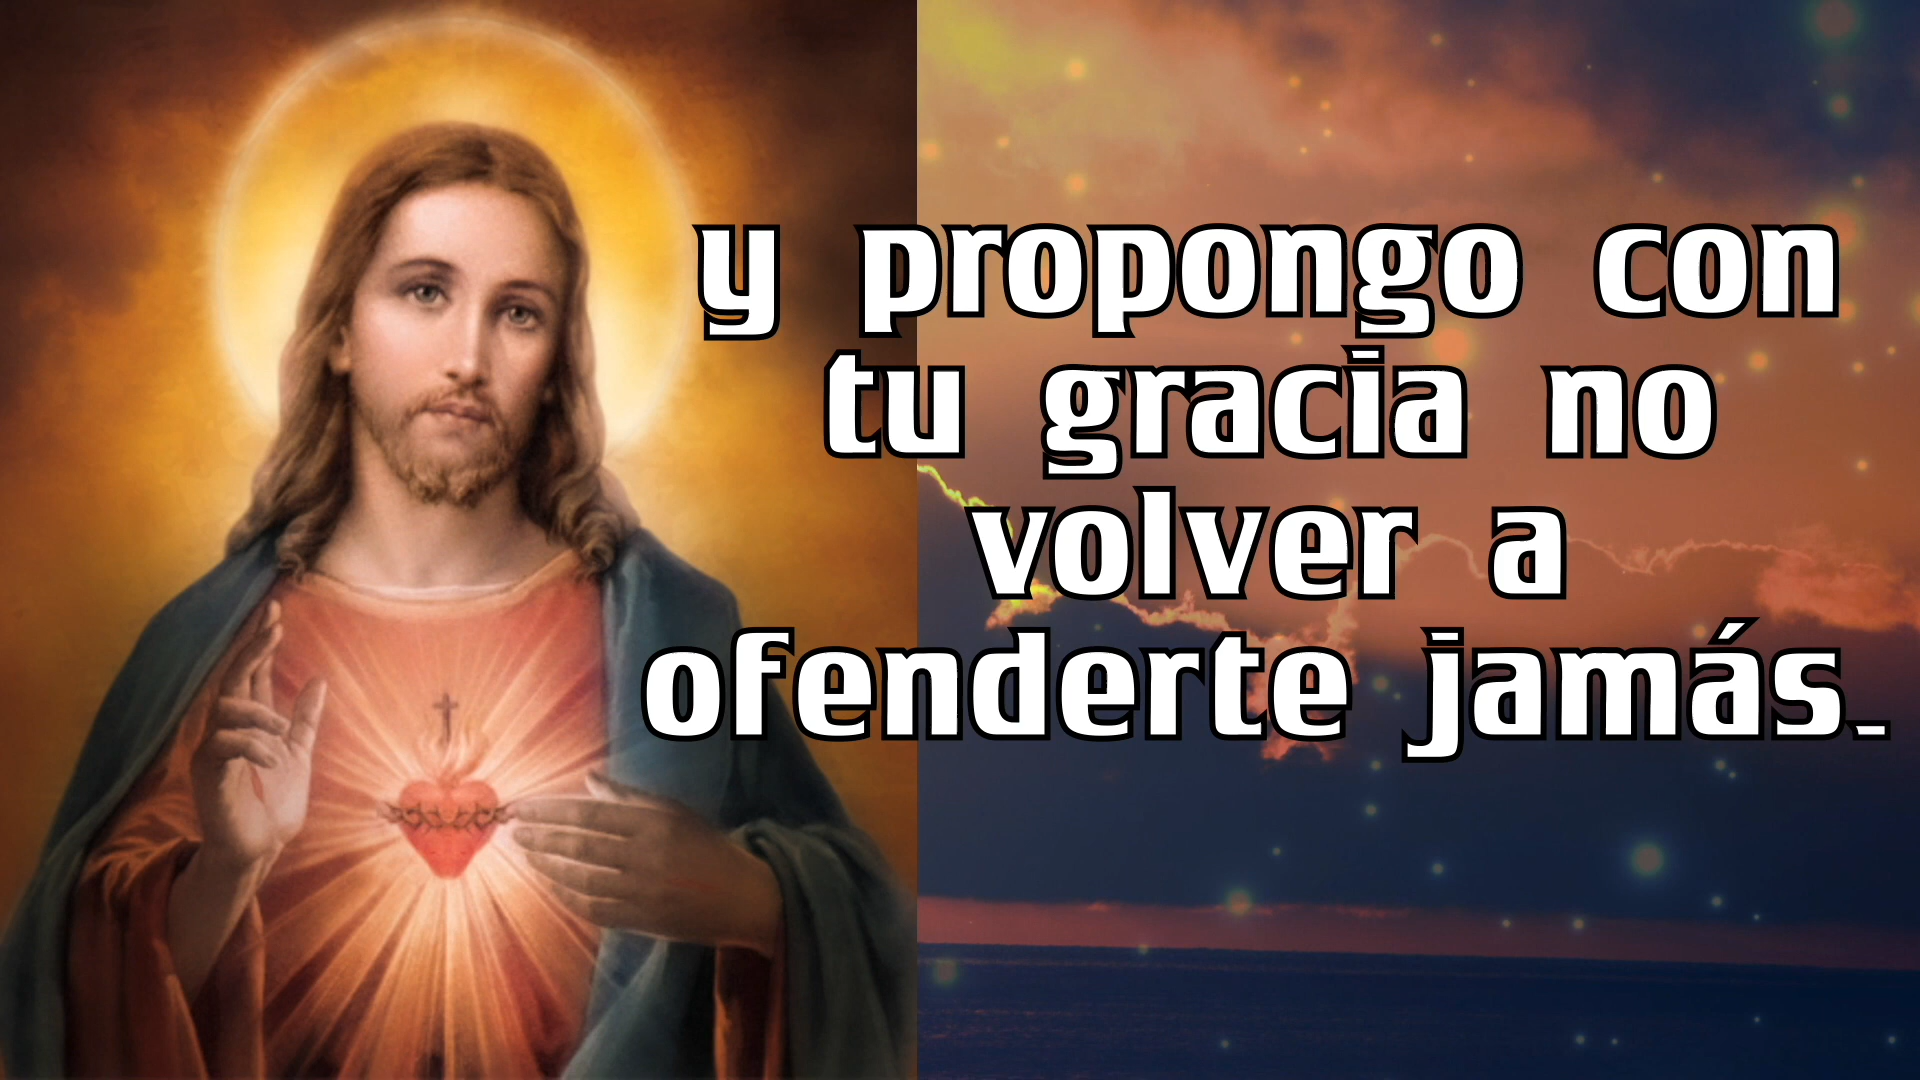 y propongo con
tu gracia no
volver a
ofenderte jamás.